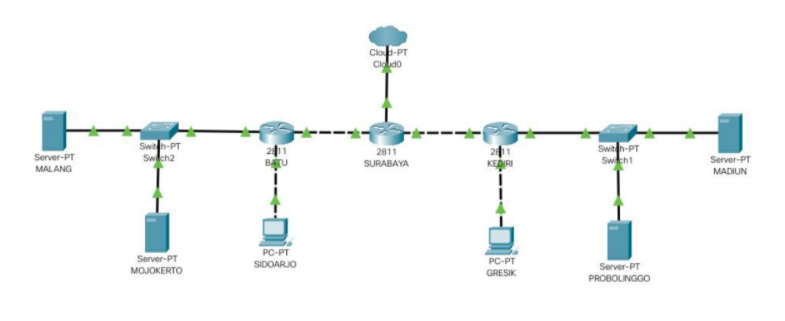 Cloud-PT
Cloud0
Server-PT
MALANG
Switch-PT
Switch2
2811
BATU
2811
SURABAYA
2811
KEDIRI
Switch-PT
Switch1
Server-PT
MADIUN
Server-PT
MOJOKERTO
PC-PT
SIDOARJO
PC-PT
GRESIK
Server-PT
PROBOLINGGO